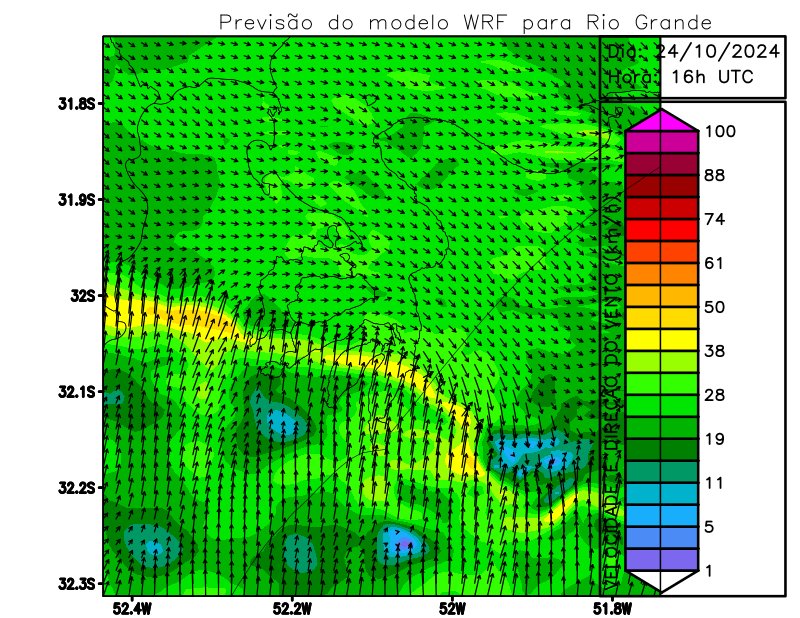 Previsão do modelo WRF para Rio Grande
Dia: 24/10/2024
Hora: 16h UTC
31.8S
31.9S
32S
32.1S
32.2S
32.3S
52.4W
52.2W
52W
51.8W
100
88
74
61
50
38
28
19
11
5
1
VELOCIDADE E DIREÇÃO DO VENTO (km/h)